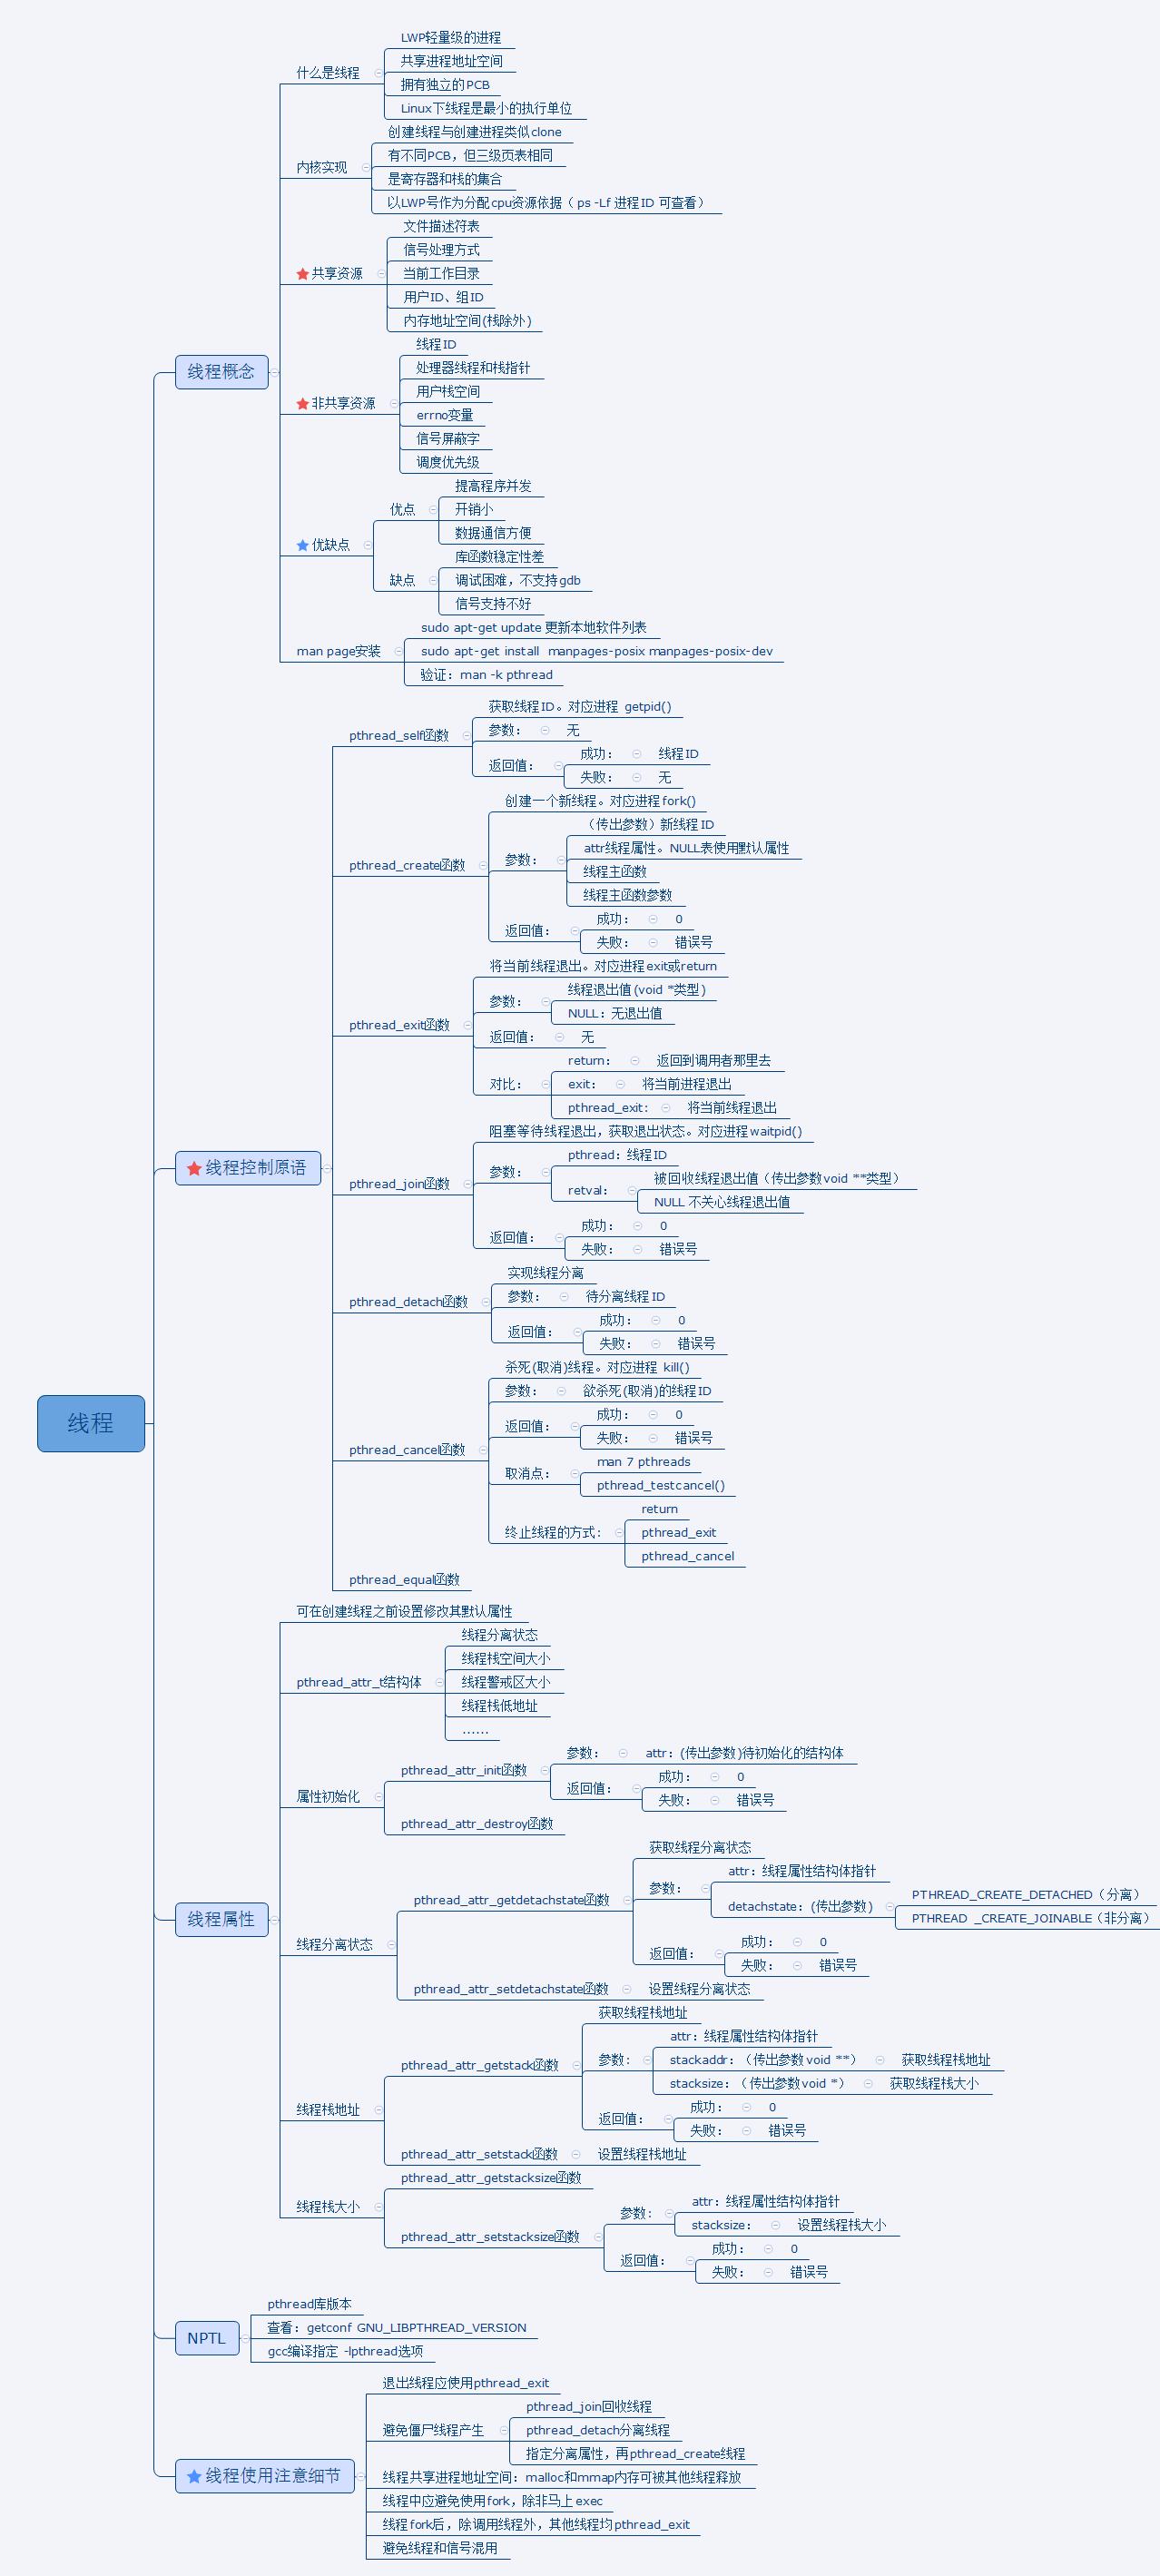 LWP轻量级的进程
什么是线程
共享进程地址空间
拥有独立的PCB
Linux下线程是最小的执行单位
创建线程与创建进程类似clone
内核实现
有不同PCB，但三级页表相同
是寄存器和栈的集合
以LWP号作为分配cpu资源依据（ ps -Lf 进程ID 可查看）
文件描述符表
信号处理方式
共享资源
当前工作目录
用户ID、组ID
内存地址空间(栈除外)
线程概念
线程ID
处理器线程和栈指针
非共享资源
用户栈空间
errno变量
信号屏蔽字
调度优先级
优缺点
优点
提高程序并发
开销小
数据通信方便
缺点
库函数稳定性差
调试困难，不支持gdb
信号支持不好
man page安装
sudo apt-get update 更新本地软件列表
sudo apt-get install  manpages-posix manpages-posix-dev
验证：man -k pthread
线程控制原语
pthread_self函数
获取线程ID。对应进程 getpid()
参数： 无
返回值：
成功： 线程ID
失败： 无
pthread_create函数
创建一个新线程。对应进程fork()
参数：
（传出参数）新线程ID
attr线程属性。NULL表使用默认属性
线程主函数
线程主函数参数
返回值：
成功： 0
失败： 错误号
pthread_exit函数
将当前线程退出。对应进程exit或return
参数：
线程退出值(void *类型)
NULL：无退出值
返回值： 无
对比：
return： 返回到调用者那里去
exit： 将当前进程退出
pthread_exit: 将当前线程退出
pthread_join函数
阻塞等待线程退出，获取退出状态。对应进程waitpid()
参数：
pthread：线程ID
retval:
被回收线程退出值（传出参数void **类型）
NULL 不关心线程退出值
返回值：
成功： 0
失败： 错误号
pthread_detach函数
实现线程分离
参数： 待分离线程ID
返回值：
成功： 0
失败： 错误号
pthread_cancel函数
杀死(取消)线程。对应进程 kill()
参数： 欲杀死(取消)的线程ID
返回值：
成功： 0
失败： 错误号
取消点：
man 7 pthreads
pthread_testcancel()
终止线程的方式:
return
pthread_exit
pthread_cancel
pthread_equal函数
线程
线程属性
可在创建线程之前设置修改其默认属性
pthread_attr_t结构体
线程分离状态
线程栈空间大小
线程警戒区大小
线程栈低地址
……
属性初始化
pthread_attr_init函数
参数： attr：(传出参数)待初始化的结构体
返回值：
成功： 0
失败： 错误号
pthread_attr_destroy函数
线程分离状态
pthread_attr_getdetachstate函数
获取线程分离状态
参数：
attr：线程属性结构体指针
detachstate：(传出参数)
PTHREAD_CREATE_DETACHED（分离）
PTHREAD _CREATE_JOINABLE（非分离）
返回值：
成功： 0
失败： 错误号
pthread_attr_setdetachstate函数 设置线程分离状态
线程栈地址
pthread_attr_getstack函数
获取线程栈地址
参数:
attr：线程属性结构体指针
stackaddr：（传出参数void **） 获取线程栈地址
stacksize：（传出参数void *） 获取线程栈大小
返回值：
成功： 0
失败： 错误号
pthread_attr_setstack函数 设置线程栈地址
线程栈大小
pthread_attr_getstacksize函数
pthread_attr_setstacksize函数
参数:
attr：线程属性结构体指针
stacksize： 设置线程栈大小
返回值：
成功： 0
失败： 错误号
NPTL
pthread库版本
查看：getconf GNU_LIBPTHREAD_VERSION
gcc编译指定 -lpthread选项
线程使用注意细节
退出线程应使用pthread_exit
避免僵尸线程产生
pthread_join回收线程
pthread_detach分离线程
指定分离属性，再pthread_create线程
线程共享进程地址空间：malloc和mmap内存可被其他线程释放
线程中应避免使用fork，除非马上 exec
线程fork后，除调用线程外，其他线程均pthread_exit
避免线程和信号混用